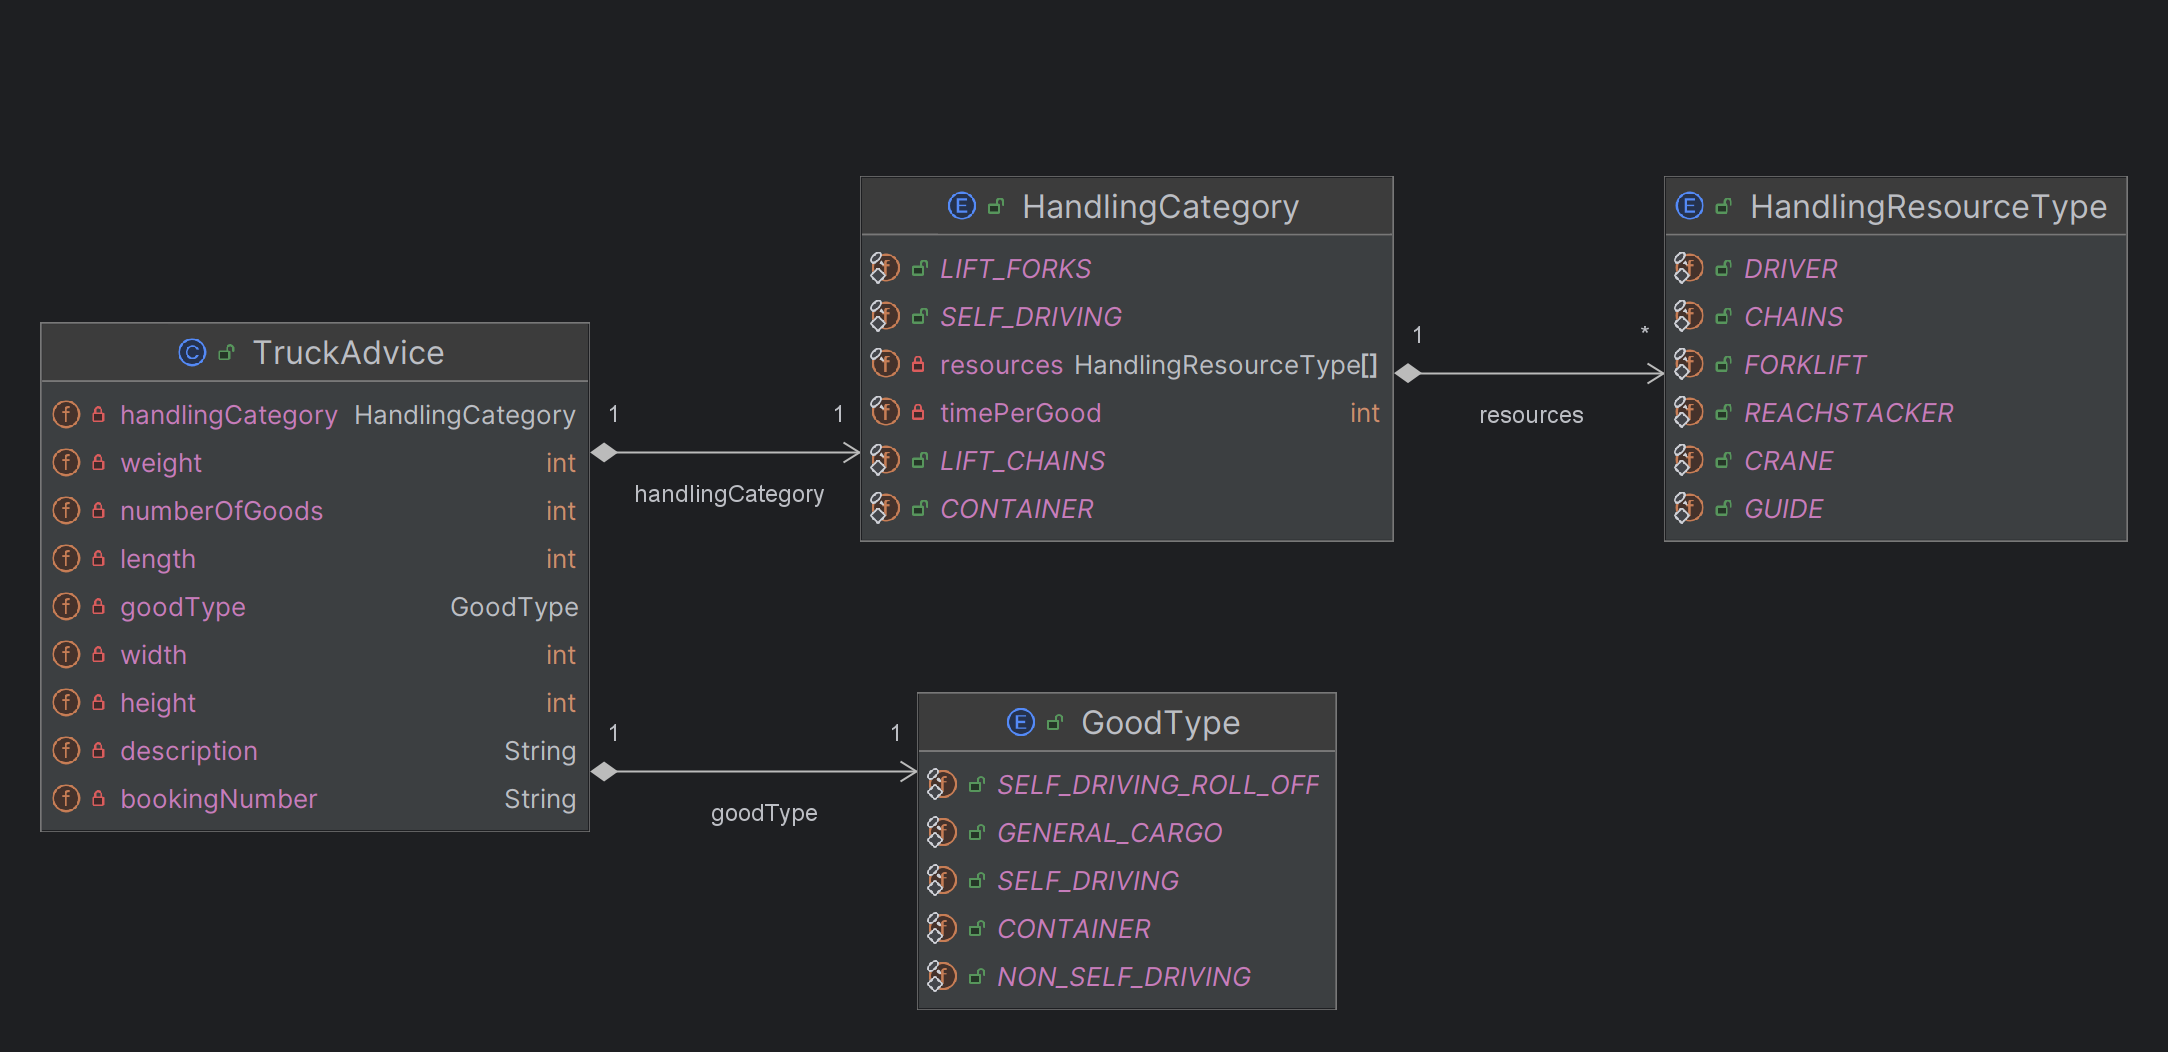 TruckAdvice
handlingCategory HandlingCategory
weight int
numberOfGoods int
length int
goodType GoodType
width int
height int
description String
bookingNumber String
1 1
handlingCategory
1 1
goodType
HandlingCategory
LIFT_FORKS
SELF_DRIVING
resources HandlingResourceType[]
timePerGood int
LIFT_CHAINS
CONTAINER
1 *
resources
HandlingResourceType
DRIVER
CHAINS
FORKLIFT
REACHSTACKER
CRANE
GUIDE
GoodType
SELF_DRIVING_ROLL_OFF
GENERAL_CARGO
SELF_DRIVING
CONTAINER
NON_SELF_DRIVING